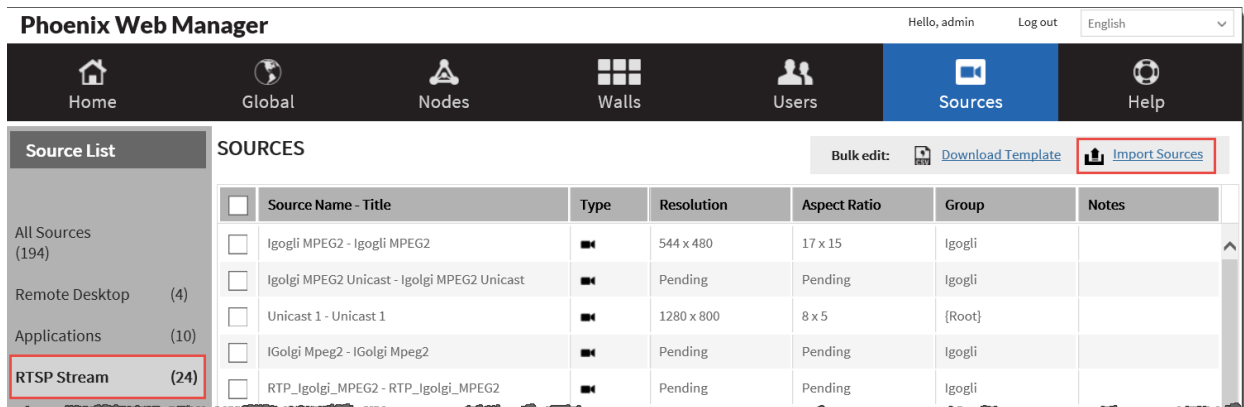 Phoenix Web Manager
Hello, admin Log out English
Home Global Nodes Walls Users Sources Help
Source List
SOURCES
Bulk edit: CSV Download Template Import Sources
Source Name - Title Type Resolution Aspect Ratio Group Notes
All Sources
(194)
Remote Desktop (4)
Applications (10)
RTSP Stream (24)
Igogli MPEG2 - Igogli MPEG2 544 x 480 17 x 15 Igogli
Igolgi MPEG2 Unicast - Igolgi MPEG2 Unicast Pending Pending Igogli
Unicast 1 - Unicast 1 1280 x 800 8 x 5 {Root}
IGolgi Mpeg2 - IGolgi Mpeg2 Pending Pending Igogli
RTP_Igolgi_MPEG2 - RTP_Igolgi_MPEG2 Pending Pending Igogli